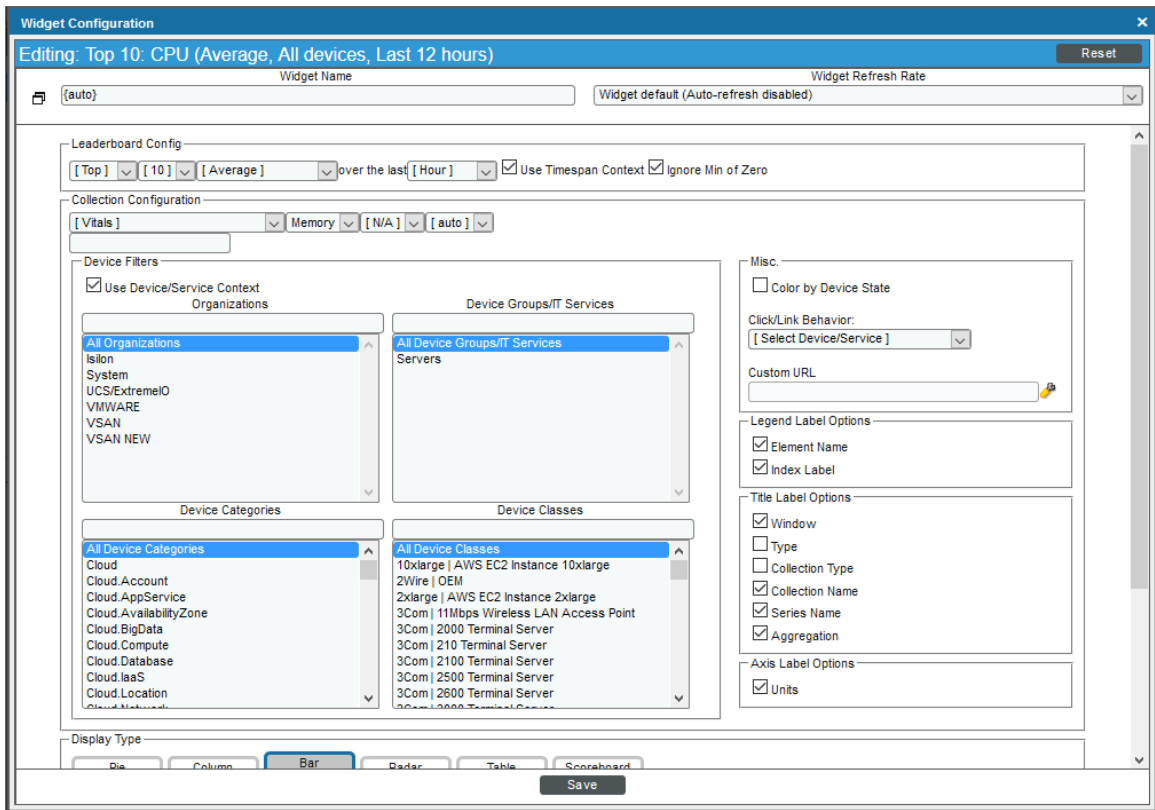 Widget Configuration
Editing: Top 10: CPU (Average, All devices, Last 12 hours)
Reset
Widget Name
Widget Refresh Rate
{auto}
Widget default (Auto-refresh disabled)
Leaderboard Config
[ Top ] [ 10 ] [ Average ] over the last [ Hour ] Use Timespan Context Ignore Min of Zero
Collection Configuration
[ Vitals ] Memory [ N/A ] [ auto ]
Device Filters
Use Device/Service Context
Organizations
All Organizations
Isilon
System
UCS/ExtremeIO
VMWARE
VSAN
VSAN NEW
Device Groups/IT Services
All Device Groups/IT Services
Servers
Device Categories
All Device Categories
Cloud
Cloud.Account
Cloud.AppService
Cloud.AvailabilityZone
Cloud.BigData
Cloud.Compute
Cloud.Database
Cloud.IaaS
Cloud.Location
Cloud.Network
Device Classes
All Device Classes
10xlarge | AWS EC2 Instance 10xlarge
2Wire | OEM
2xlarge | AWS EC2 Instance 2xlarge
3Com | 11Mbps Wireless LAN Access Point
3Com | 2000 Terminal Server
3Com | 210 Terminal Server
3Com | 2100 Terminal Server
3Com | 2500 Terminal Server
3Com | 2600 Terminal Server
Misc.
Color by Device State
Click/Link Behavior:
[ Select Device/Service ]
Custom URL
Legend Label Options
Element Name
Index Label
Title Label Options
Window
Type
Collection Type
Collection Name
Series Name
Aggregation
Axis Label Options
Units
Display Type
Pie
Column
Bar
Radar
Table
Scoreboard
Save